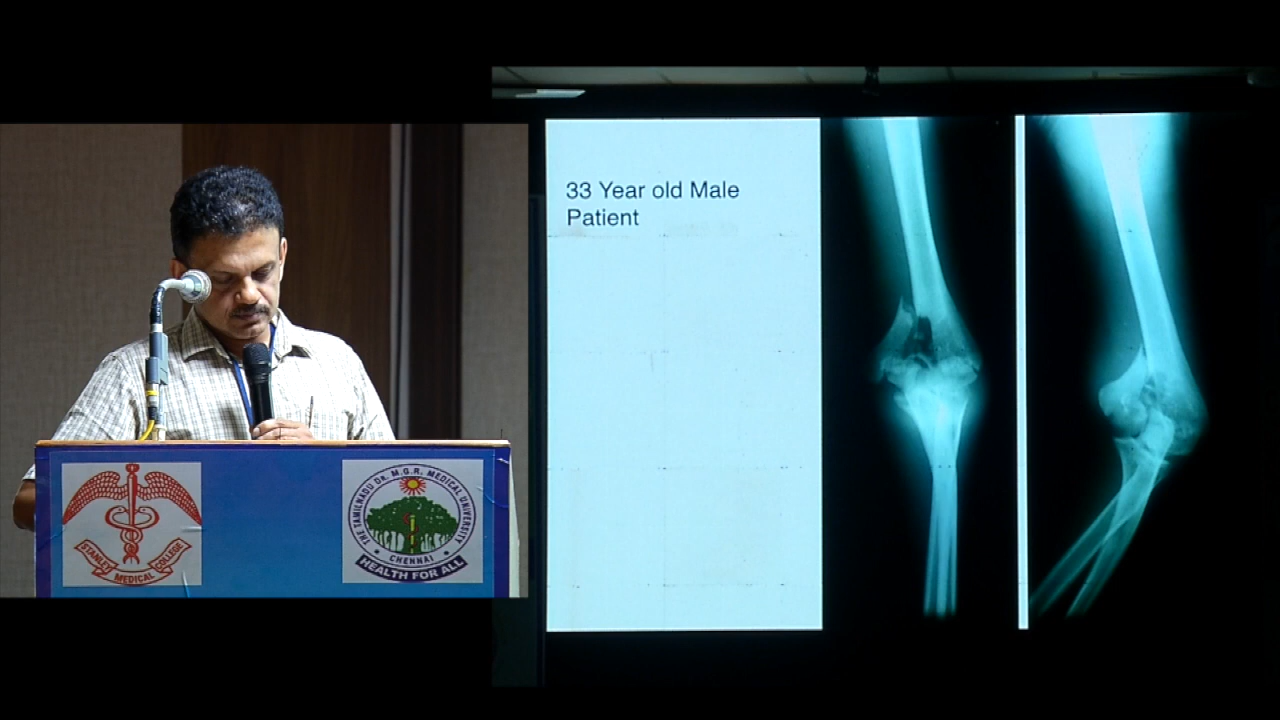 33 Year old Male
Patient
STANLEY
MEDICAL COLLEGE
THE TAMILNADU Dr. M.G.R. MEDICAL UNIVERSITY
CHENNAI
HEALTH FOR ALL